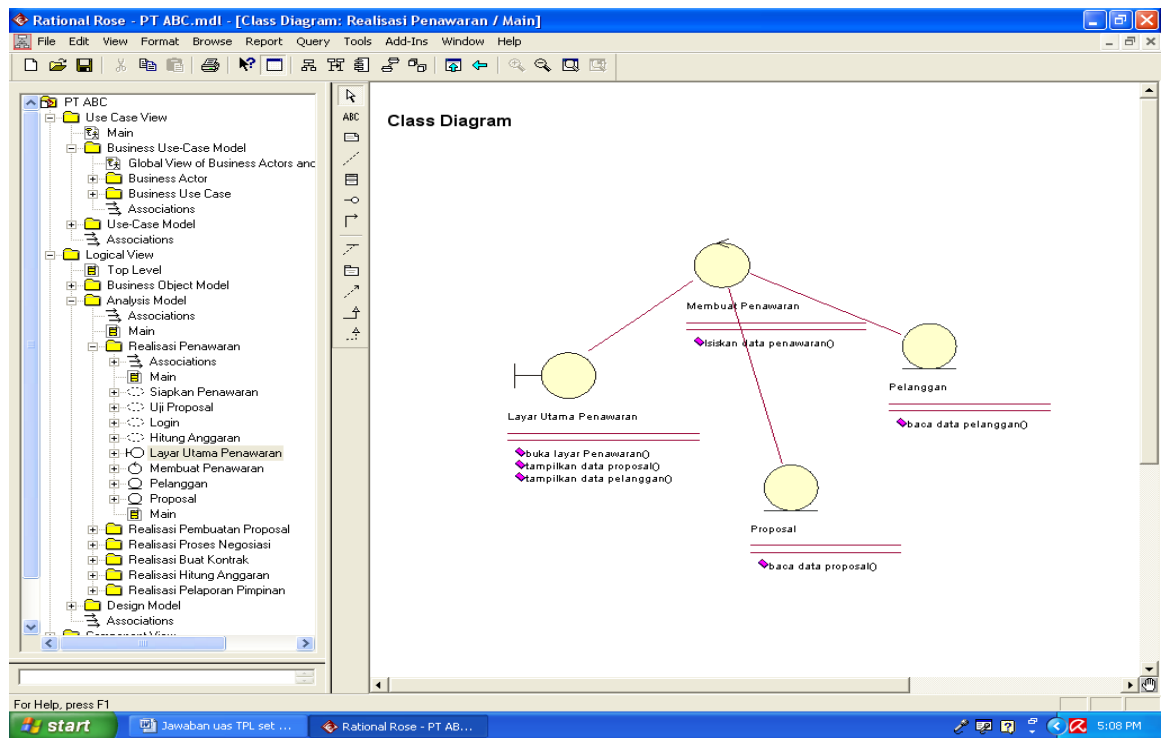 Rational Rose - PT ABC.mdl - [Class Diagram: Realisasi Penawaran / Main]
File Edit View Format Browse Report Query Tools Add-Ins Window Help
PT ABC
Use Case View
Main
Business Use-Case Model
Global View of Business Actors anc
Business Actor
Business Use Case
Associations
Use-Case Model
Associations
Logical View
Top Level
Business Object Model
Analysis Model
Associations
Main
Realisasi Penawaran
Associations
Main
Siapkan Penawaran
Uji Proposal
Login
Hitung Anggaran
Layar Utama Penawaran
Membuat Penawaran
Pelanggan
Proposal
Main
Realisasi Pembuatan Proposal
Realisasi Proses Negosiasi
Realisasi Buat Kontrak
Realisasi Hitung Anggaran
Realisasi Pelaporan Pimpinan
Design Model
Associations
Component View
ABC
Class Diagram
Membuat Penawaran
Isiskan data penawaran()
Pelanggan
baca data pelanggan()
Layar Utama Penawaran
buka layar Penawaran()
tampilkan data proposal()
tampilkan data pelanggan()
Proposal
baca data proposal()
For Help, press F1
start
Jawaban uas TPL set ...
Rational Rose - PT AB...
5:08 PM